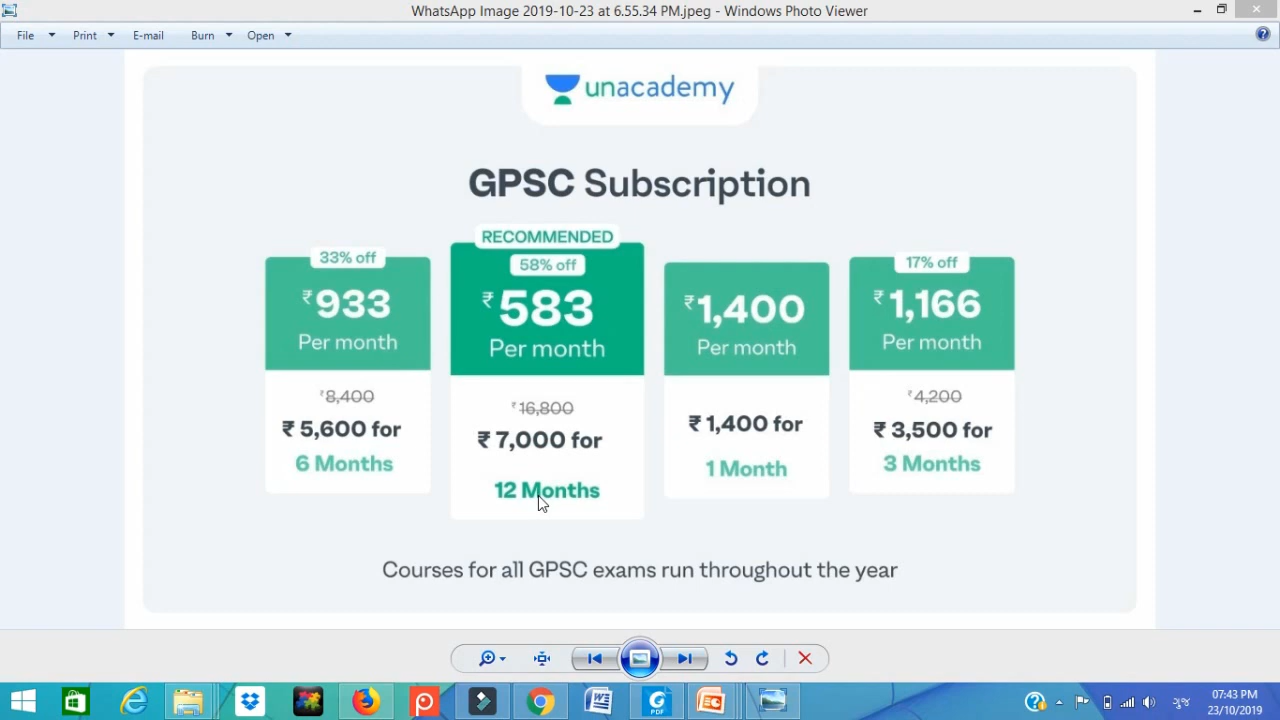 WhatsApp Image 2019-10-23 at 6.55.34 PM.jpeg - Windows Photo Viewer
File Print E-mail Burn Open
unacademy
GPSC Subscription
33% off
₹933
Per month
₹8,400
₹ 5,600 for
6 Months
RECOMMENDED
58% off
₹583
Per month
₹16,800
₹ 7,000 for
12 Months
₹1,400
Per month
₹ 1,400 for
1 Month
17% off
₹1,166
Per month
₹4,200
₹ 3,500 for
3 Months
Courses for all GPSC exams run throughout the year
PDF
07:43 PM
23/10/2019